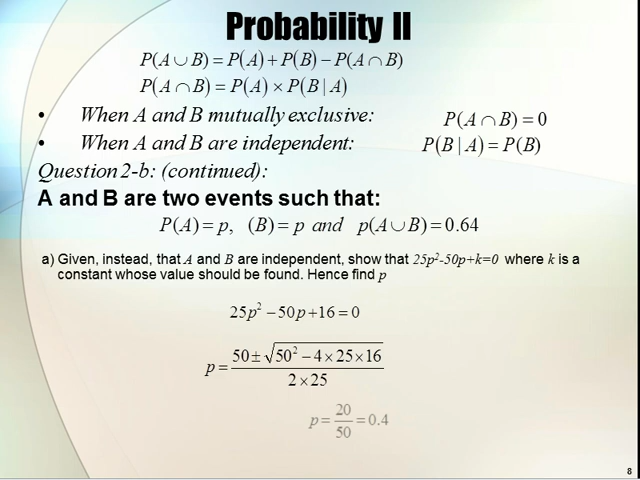 Probability II
P(A ∪ B) = P(A) + P(B) − P(A ∩ B)
P(A ∩ B) = P(A) × P(B | A)
• When A and B mutually exclusive: P(A ∩ B) = 0
• When A and B are independent: P(B | A) = P(B)
Question 2-b: (continued):
A and B are two events such that:
P(A) = p, (B) = p and p(A ∪ B) = 0.64
a) Given, instead, that A and B are independent, show that 25p²-50p+k=0 where k is a
constant whose value should be found. Hence find p
25p² − 50p + 16 = 0
p = (50 ± √(50² − 4 × 25 × 16)) / (2 × 25)
p = 20/50 = 0.4
8